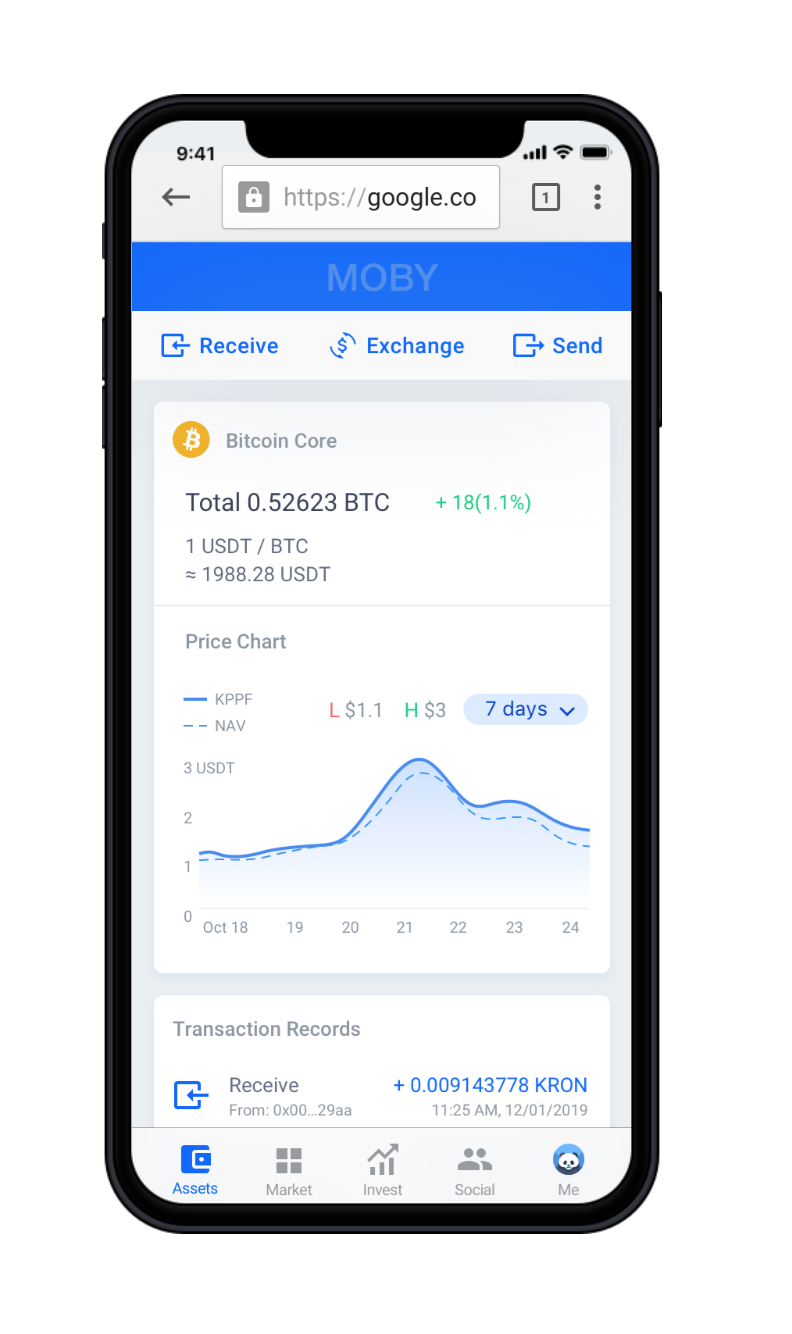 9:41
https://google.co
1
MOBY
Receive Exchange Send
Bitcoin Core
Total 0.52623 BTC + 18(1.1%)
1 USDT / BTC
≈ 1988.28 USDT
Price Chart
KPPF
L $1.1 H $3 7 days
NAV
3 USDT
2
1
0
Oct 18 19 20 21 22 23 24
Transaction Records
Receive + 0.009143778 KRON
From: 0x00...29aa 11:25 AM, 12/01/2019
Assets Market Invest Social Me